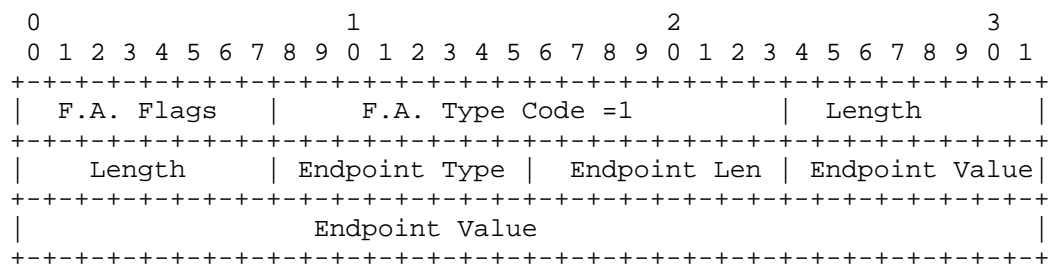 0                   1                   2                   3
 0 1 2 3 4 5 6 7 8 9 0 1 2 3 4 5 6 7 8 9 0 1 2 3 4 5 6 7 8 9 0 1
+-+-+-+-+-+-+-+-+-+-+-+-+-+-+-+-+-+-+-+-+-+-+-+-+-+-+-+-+-+-+-+-+
|  F.A. Flags   |     F.A. Type Code =1         |  Length       |
+-+-+-+-+-+-+-+-+-+-+-+-+-+-+-+-+-+-+-+-+-+-+-+-+-+-+-+-+-+-+-+-+
|    Length     | Endpoint Type |  Endpoint Len | Endpoint Value|
+-+-+-+-+-+-+-+-+-+-+-+-+-+-+-+-+-+-+-+-+-+-+-+-+-+-+-+-+-+-+-+-+
|                  Endpoint Value                               |
+-+-+-+-+-+-+-+-+-+-+-+-+-+-+-+-+-+-+-+-+-+-+-+-+-+-+-+-+-+-+-+-+